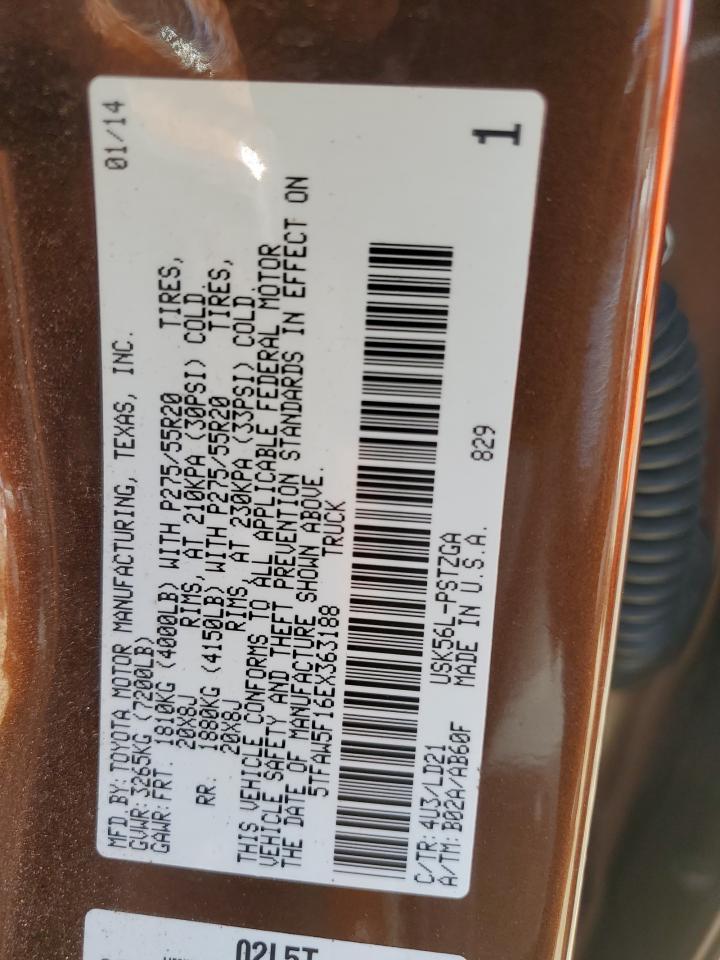 MFD.BY:TOYOTA MOTOR MANUFACTURING, TEXAS, INC. 01/14
GVWR:3265KG (7200LB)
GAWR:FRT. 1810KG (4000LB) WITH P275/55R20 TIRES,
20X8J RIMS, AT 210KPA (30PSI) COLD.
RR: 1880KG (4150LB) WITH P275/55R20 TIRES,
20X8J RIMS, AT 230KPA (33PSI) COLD.
THIS VEHICLE CONFORMS TO ALL APPLICABLE FEDERAL MOTOR
VEHICLE SAFETY AND THEFT PREVENTION STANDARDS IN EFFECT ON
THE DATE OF MANUFACTURE SHOWN ABOVE.
5TFAW5F16EX363188 TRUCK
C/TR:4U3/LD21 USK56L-PSTZGA
A/TM:B02A/AB60F MADE IN U.S.A. 829
1